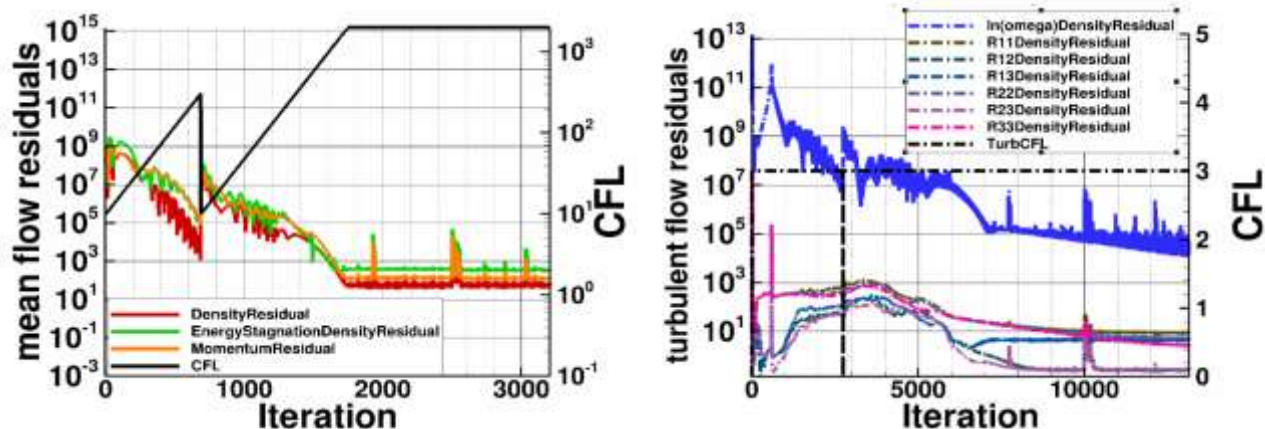 mean flow residuals
10^15
10^13
10^11
10^9
10^7
10^5
10^3
10^1
10^-1
10^-3
DensityResidual
EnergyStagnationDensityResidual
MomentumResidual
CFL
0
1000
2000
3000
Iteration
10^3
10^2
10^1
10^0
10^-1
CFL
turbulent flow residuals
10^13
10^11
10^9
10^7
10^5
10^3
10^1
ln(omega)DensityResidual
R11DensityResidual
R12DensityResidual
R13DensityResidual
R22DensityResidual
R23DensityResidual
R33DensityResidual
TurbCFL
0
5000
10000
Iteration
5
4
3
2
1
0
CFL